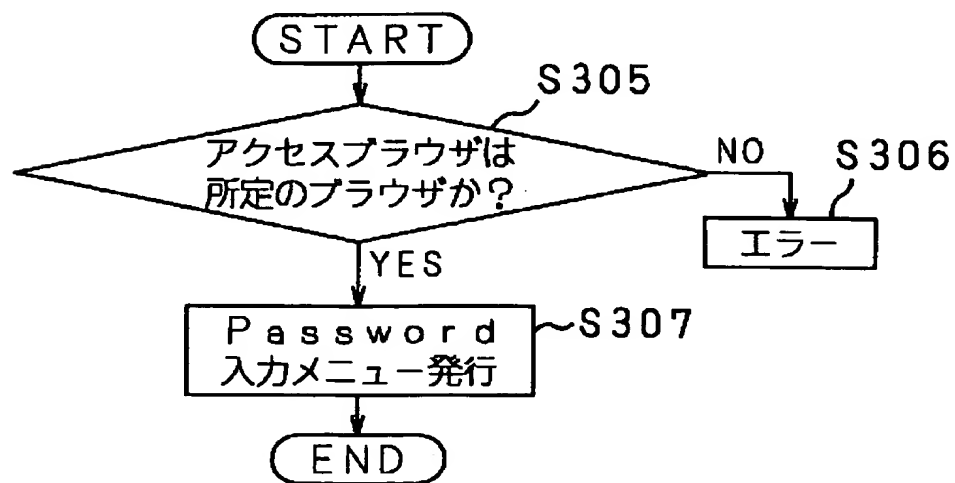 START
S305
アクセスブラウザは
所定のブラウザか?
NO
S306
エラー
YES
Password
入力メニュー発行
S307
END